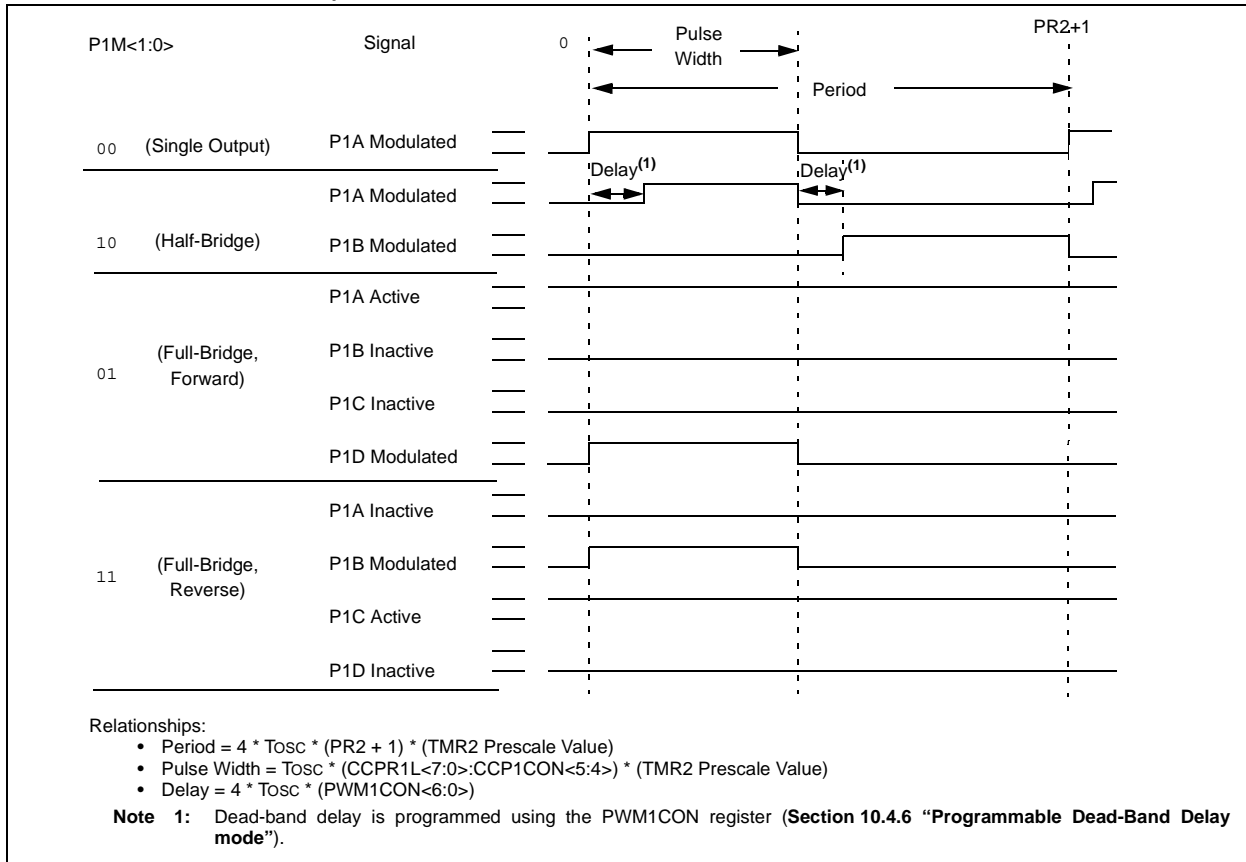 P1M<1:0>
Signal
0
Pulse
Width
PR2+1
Period
00 (Single Output) P1A Modulated
Delay(1) Delay(1)
P1A Modulated
10 (Half-Bridge) P1B Modulated
P1A Active
01 (Full-Bridge,
Forward)
P1B Inactive
P1C Inactive
P1D Modulated
P1A Inactive
11 (Full-Bridge,
Reverse)
P1B Modulated
P1C Active
P1D Inactive
Relationships:
• Period = 4 * TOSC * (PR2 + 1) * (TMR2 Prescale Value)
• Pulse Width = TOSC * (CCPR1L<7:0>:CCP1CON<5:4>) * (TMR2 Prescale Value)
• Delay = 4 * TOSC * (PWM1CON<6:0>)
Note 1: Dead-band delay is programmed using the PWM1CON register (Section 10.4.6 “Programmable Dead-Band Delay
mode”).